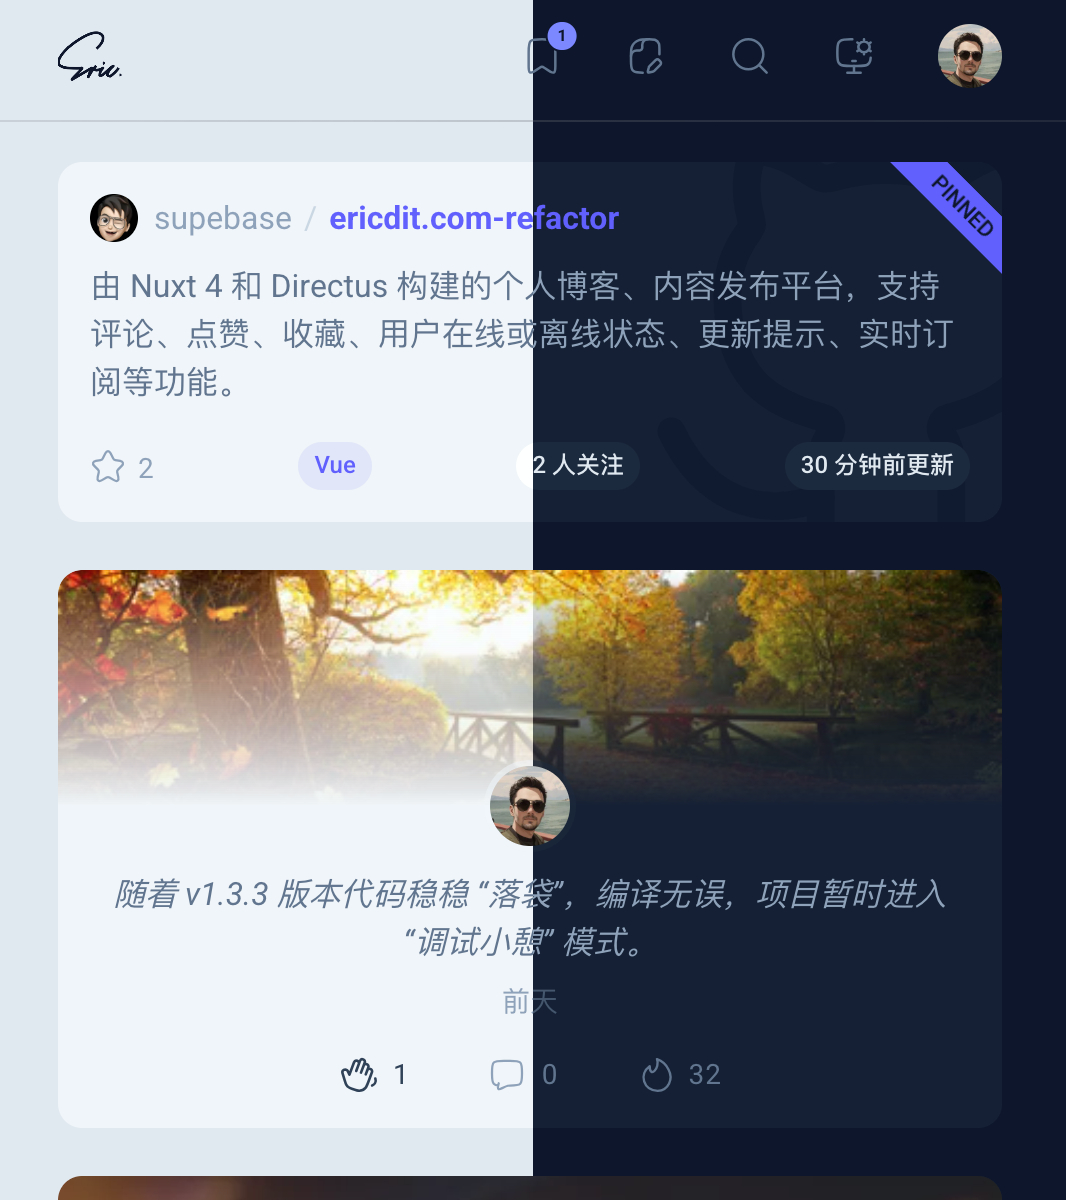 Eric.
1
supebase / ericdit.com-refactor
PINNED
由 Nuxt 4 和 Directus 构建的个人博客、内容发布平台，支持
评论、点赞、收藏、用户在线或离线状态、更新提示、实时订
阅等功能。
2
Vue
2 人关注
30 分钟前更新
随着 v1.3.3 版本代码稳稳 “落袋”，编译无误，项目暂时进入
“调试小憩” 模式。
前天
1
0
32